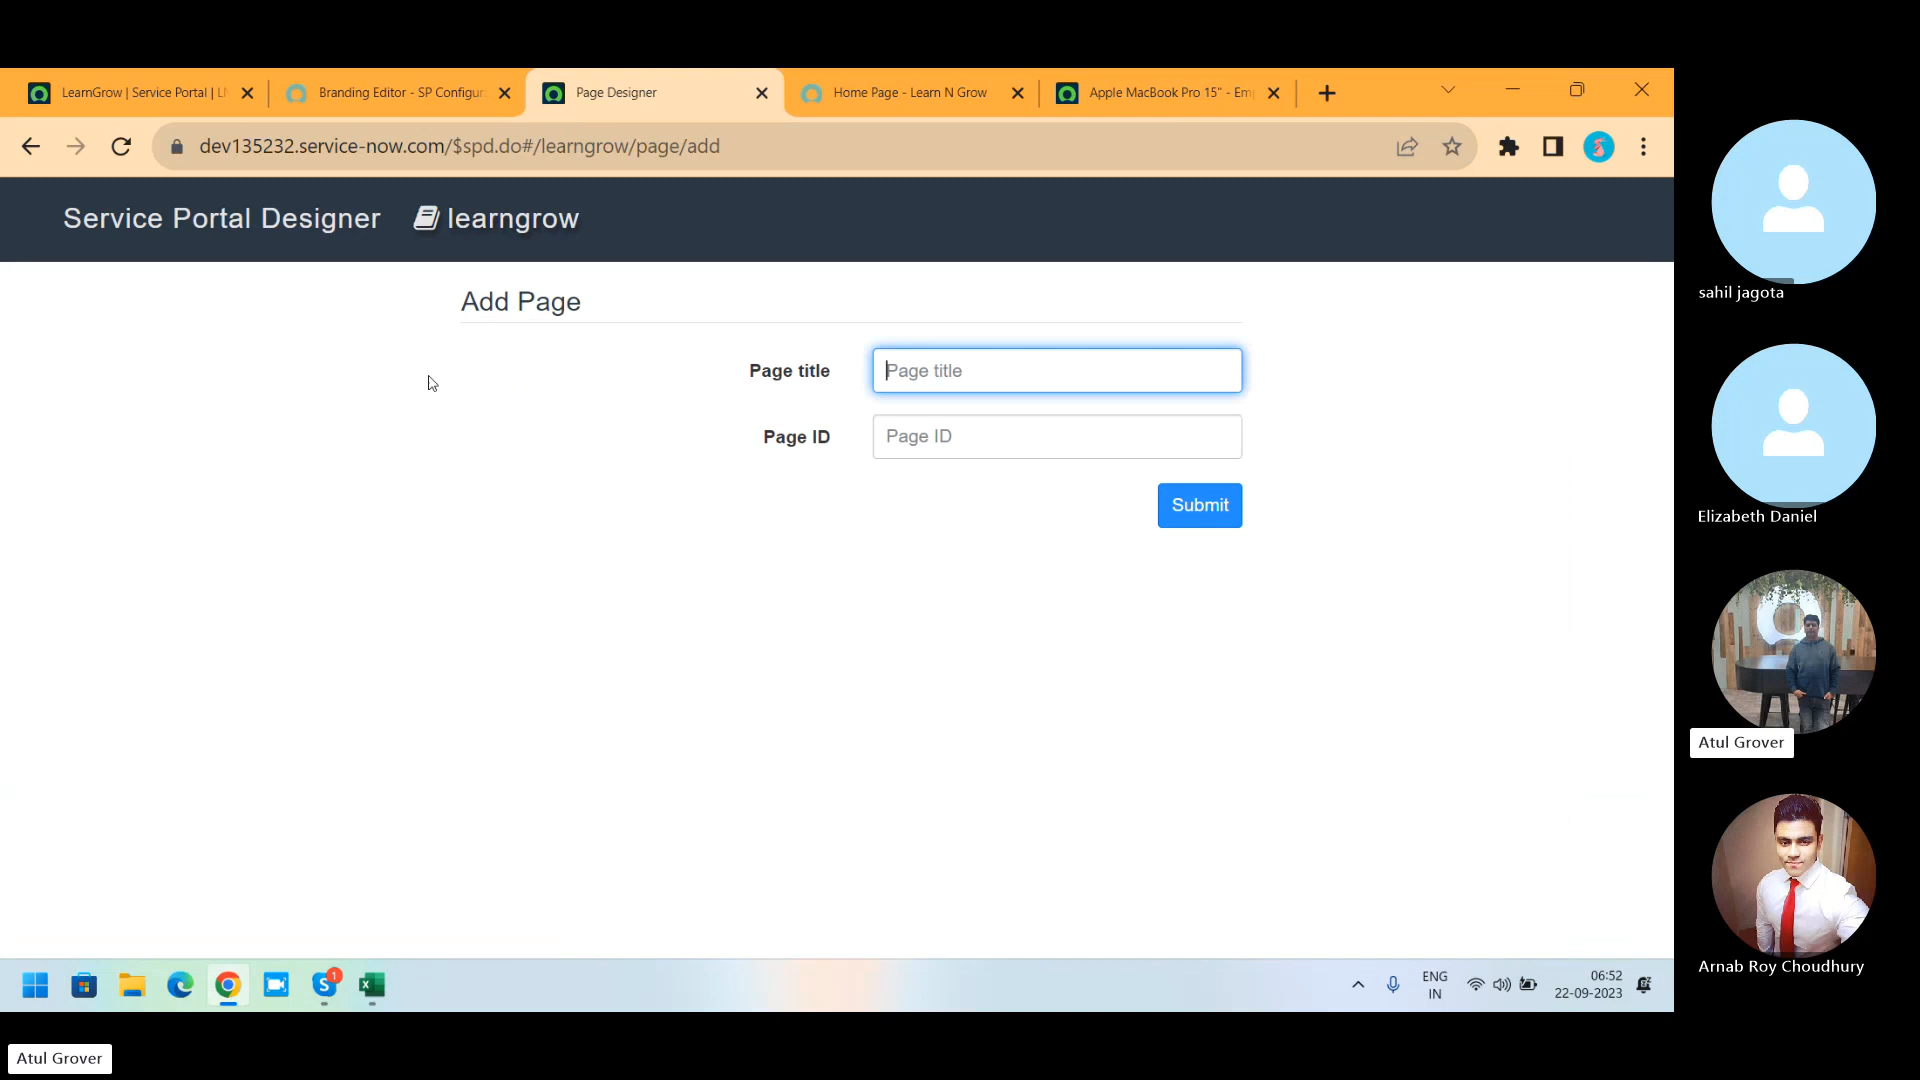 LearnGrow | Service Portal | LN
Branding Editor - SP Configur
Page Designer
Home Page - Learn N Grow
Apple MacBook Pro 15" - Emp
dev135232.service-now.com/$spd.do#/learngrow/page/add
Service Portal Designer
learngrow
Add Page
Page title
Page title
Page ID
Page ID
Submit
sahil jagota
Elizabeth Daniel
Atul Grover
Arnab Roy Choudhury
1
ENG
IN
06:52
22-09-2023
Atul Grover